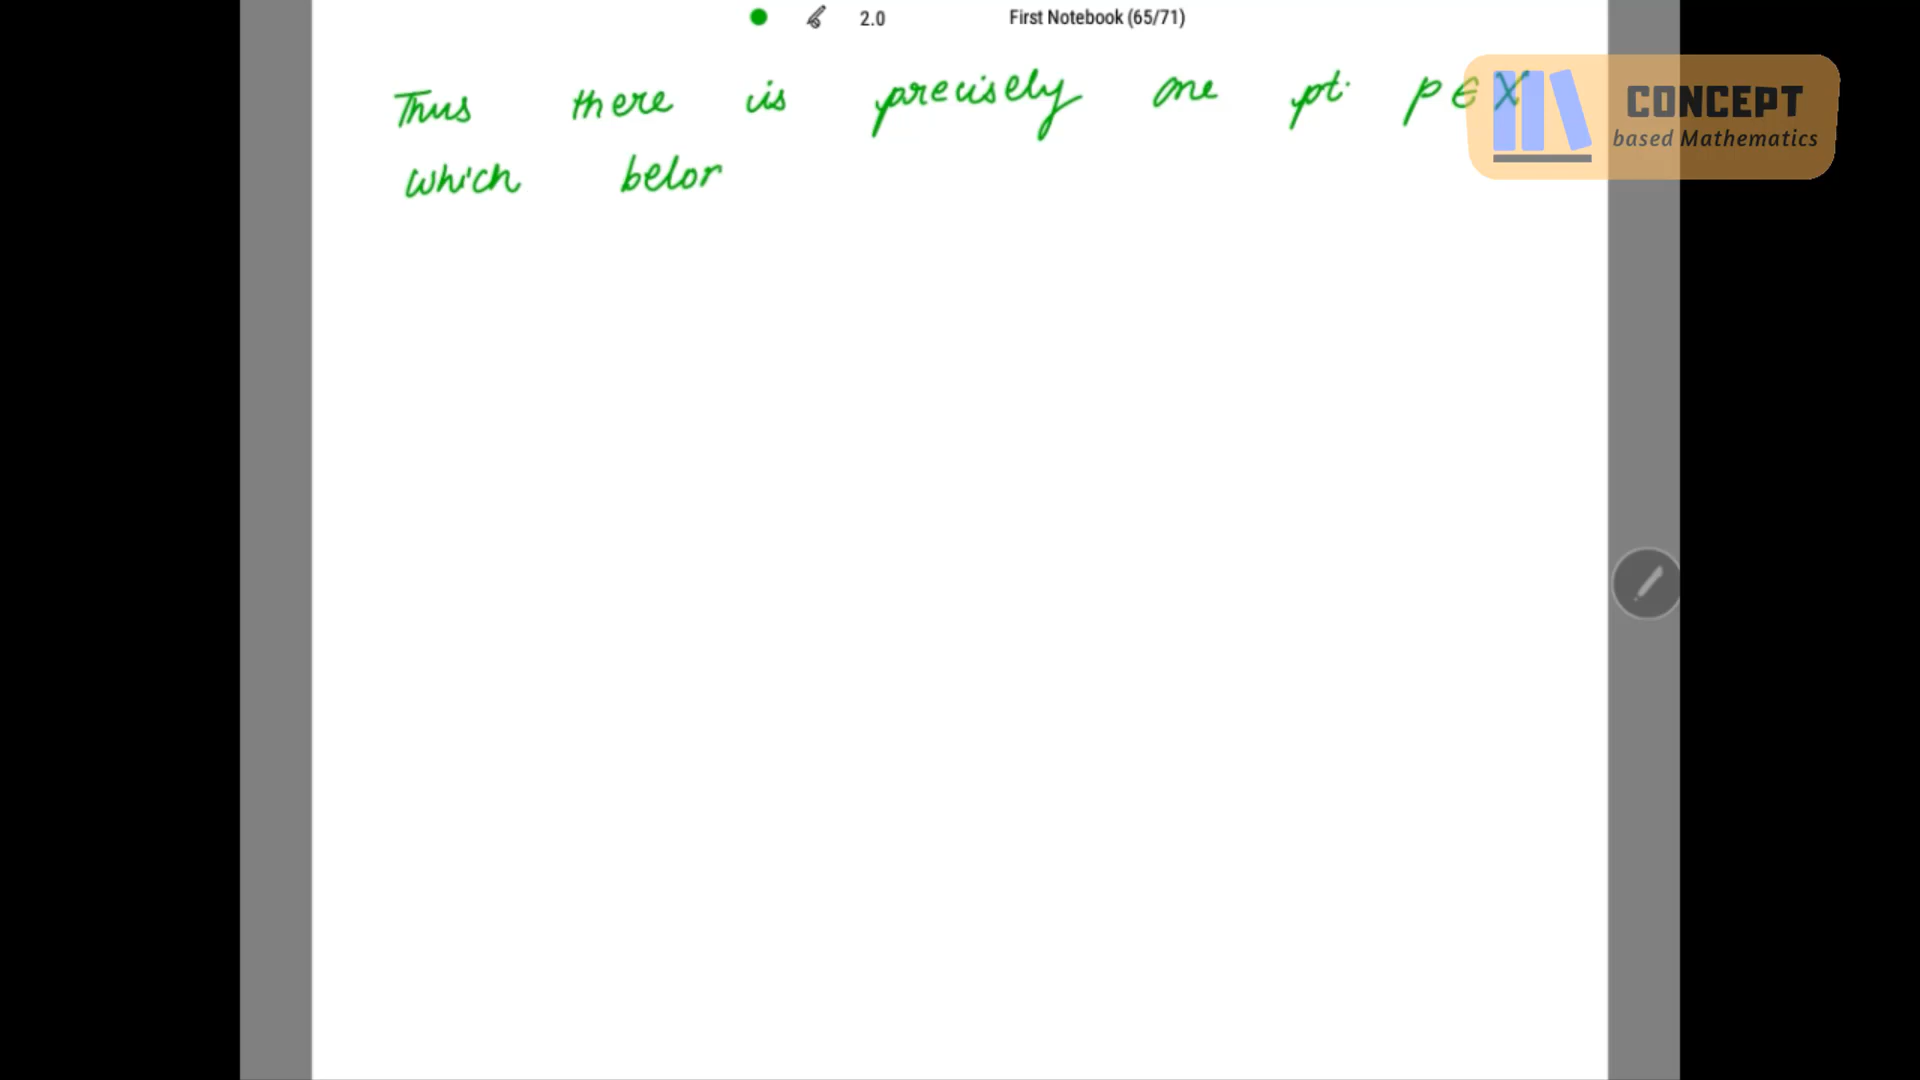 2.0 First Notebook (65/71)
Thus there is precisely one pt. p ∈ X
CONCEPT
based Mathematics
which belor